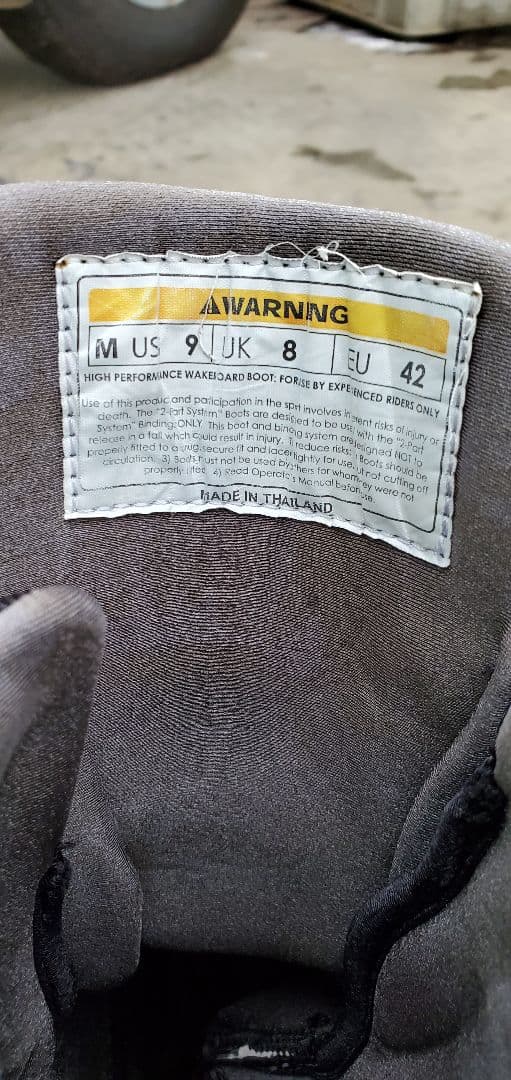 ⚠WARNING
M US 9 UK 8 EU 42
HIGH PERFORMANCE WAKEBOARD BOOT: FOR USE BY EXPERIENCED RIDERS ONLY
Use of this product and participation in the sport involves inherent risks of injury or
death. The "2-Part System" Boots are designed to be used with the "2-Part
System" Binding ONLY. This boot and binding system are designed NOT to
release in a fall which could result in injury. To reduce risks: Boots should be
properly fitted to a snug secure fit and laced tightly for use, but not cutting off
circulation. 3) Boots must not be used by others for whom they were not
properly fitted. 4) Read Operator's Manual before use.
MADE IN THAILAND